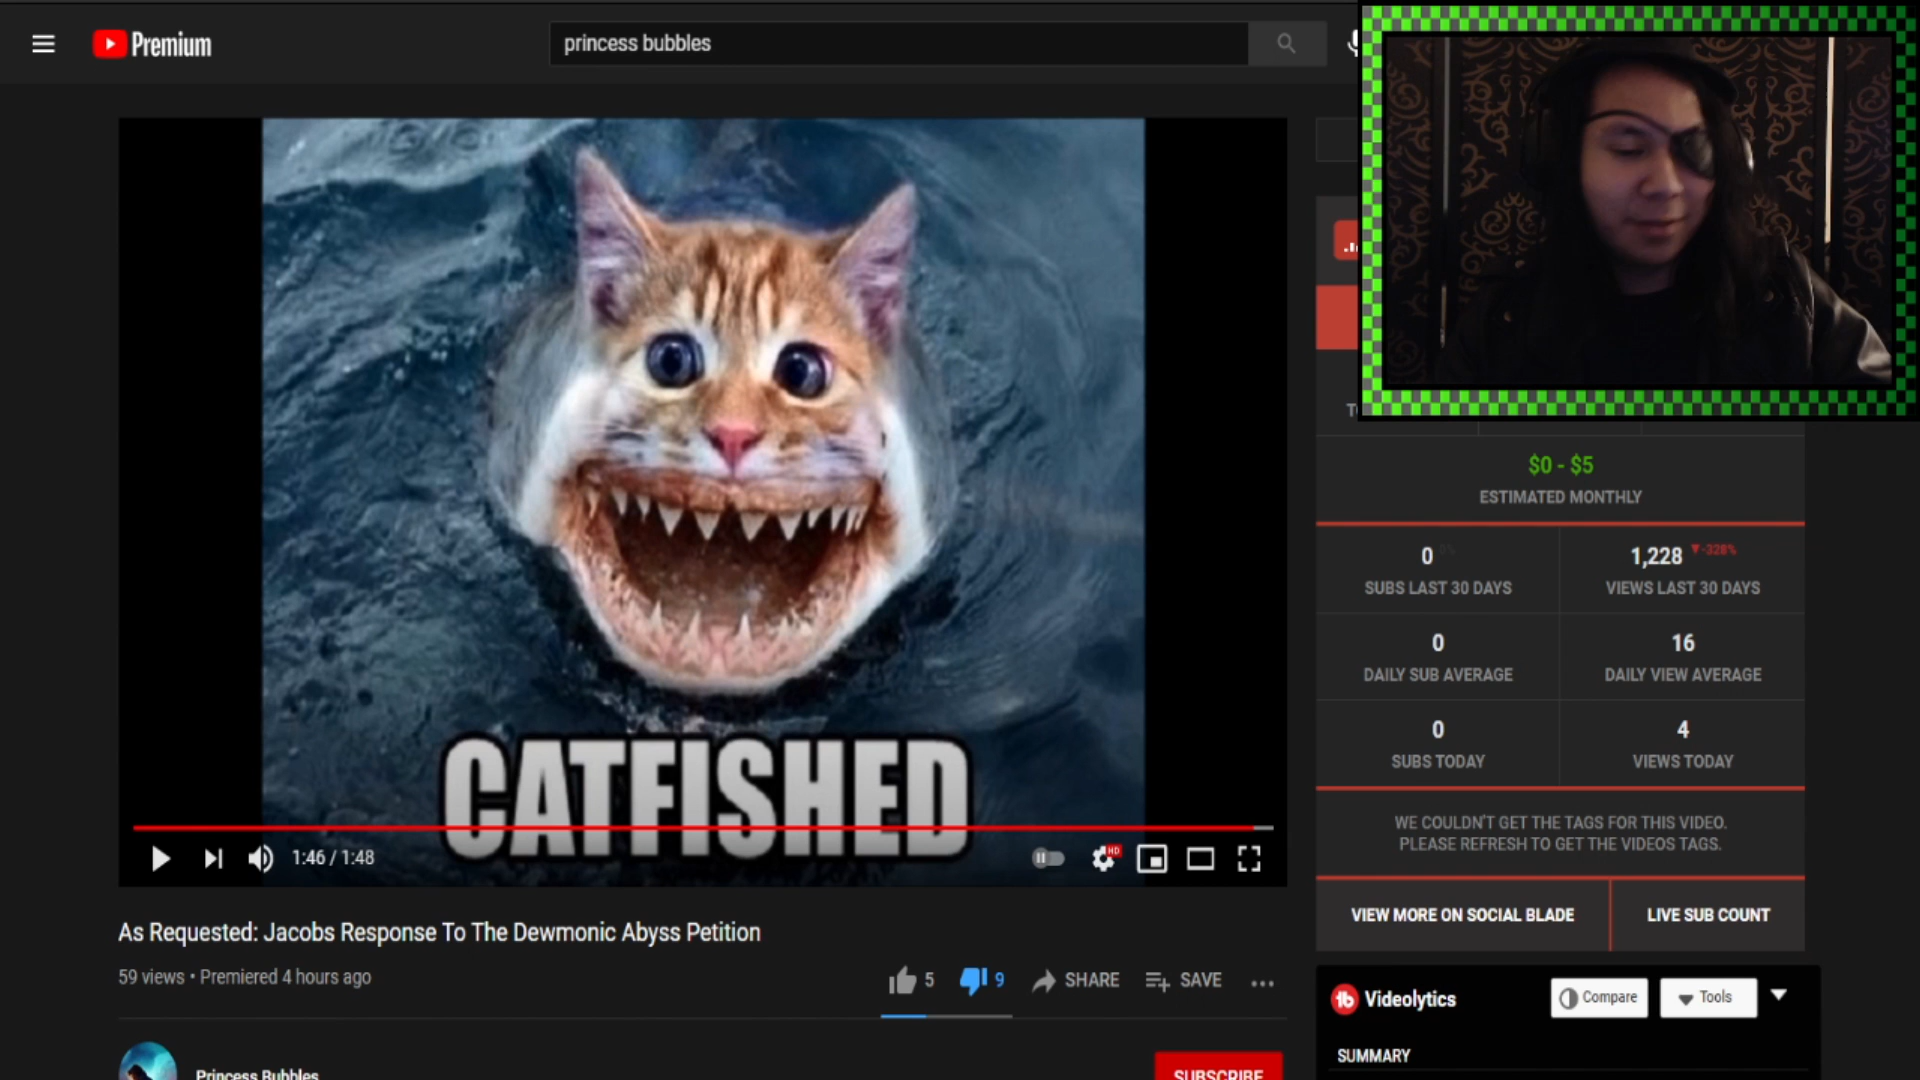 Premium
princess bubbles
CATFISHED
1:46 / 1:48
HD
As Requested: Jacobs Response To The Dewmonic Abyss Petition
59 views • Premiered 4 hours ago
5
9
SHARE
SAVE
Princess Bubbles
SUBSCRIBE
$0 - $5
ESTIMATED MONTHLY
0
SUBS LAST 30 DAYS
1,228 ▼-328%
VIEWS LAST 30 DAYS
0
DAILY SUB AVERAGE
16
DAILY VIEW AVERAGE
0
SUBS TODAY
4
VIEWS TODAY
WE COULDN'T GET THE TAGS FOR THIS VIDEO.
PLEASE REFRESH TO GET THE VIDEOS TAGS.
VIEW MORE ON SOCIAL BLADE
LIVE SUB COUNT
Videolytics
Compare
Tools
SUMMARY